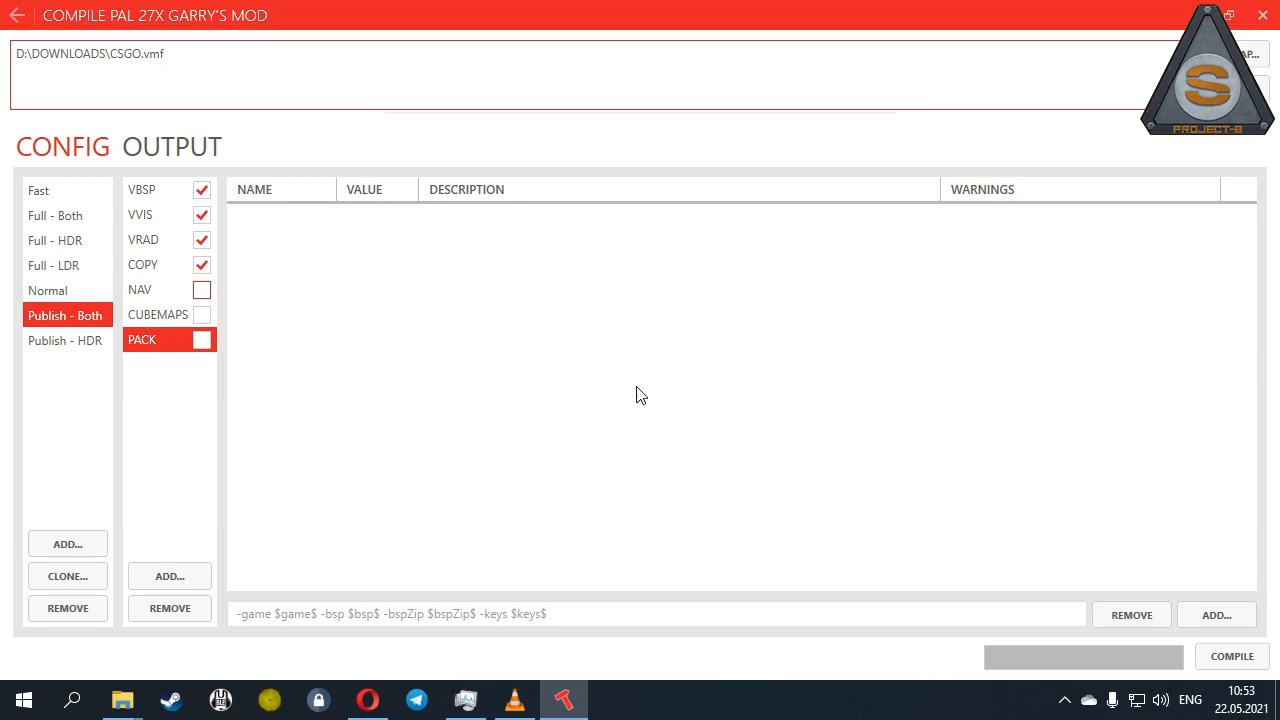 COMPILE PAL 27X GARRY'S MOD
D:\DOWNLOADS\CSGO.vmf
AP...
S
PROJECT-8
CONFIG OUTPUT
Fast
Full - Both
Full - HDR
Full - LDR
Normal
Publish - Both
Publish - HDR
VBSP
VVIS
VRAD
COPY
NAV
CUBEMAPS
PACK
NAME VALUE DESCRIPTION WARNINGS
ADD...
CLONE...
REMOVE
ADD...
REMOVE
-game $game$ -bsp $bsp$ -bspZip $bspZip$ -keys $keys$
REMOVE
ADD...
COMPILE
ENG
10:53
22.05.2021